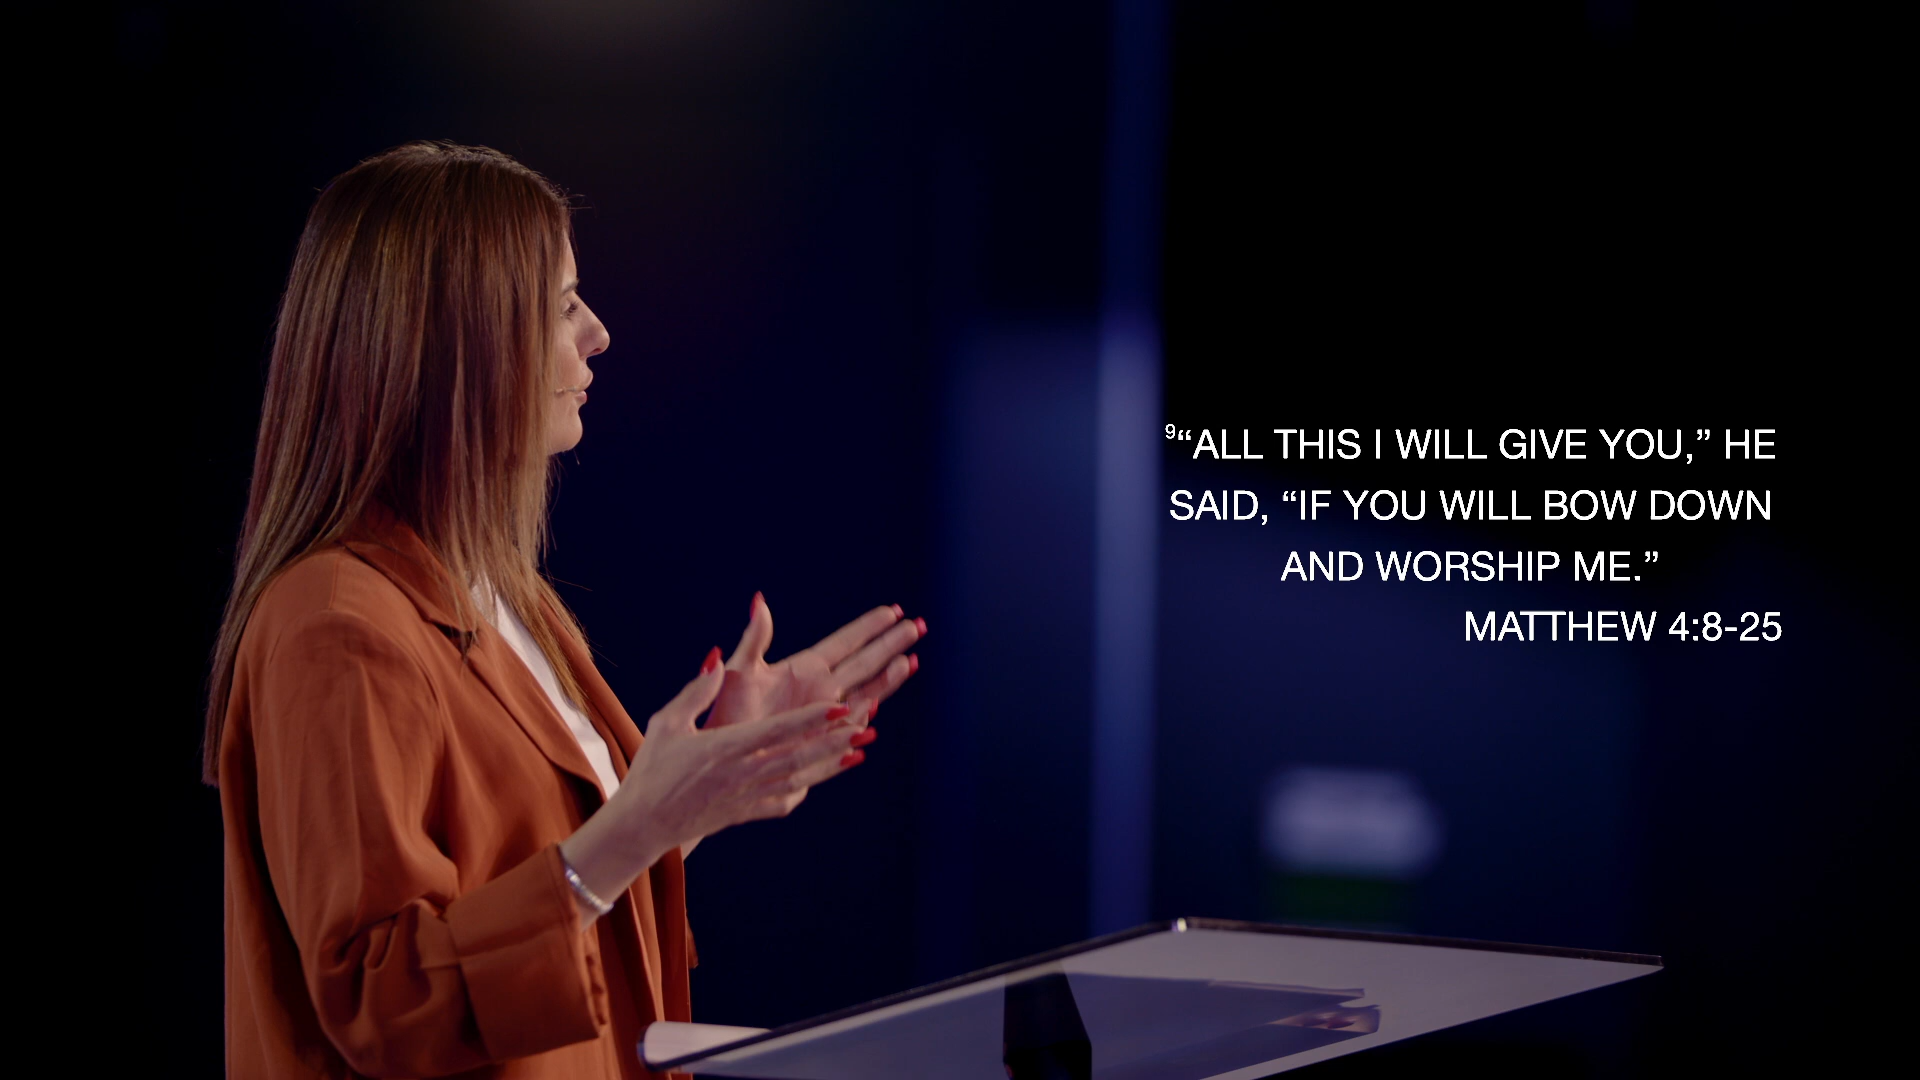 ⁹“ALL THIS I WILL GIVE YOU,” HE
SAID, “IF YOU WILL BOW DOWN
AND WORSHIP ME.”
MATTHEW 4:8-25